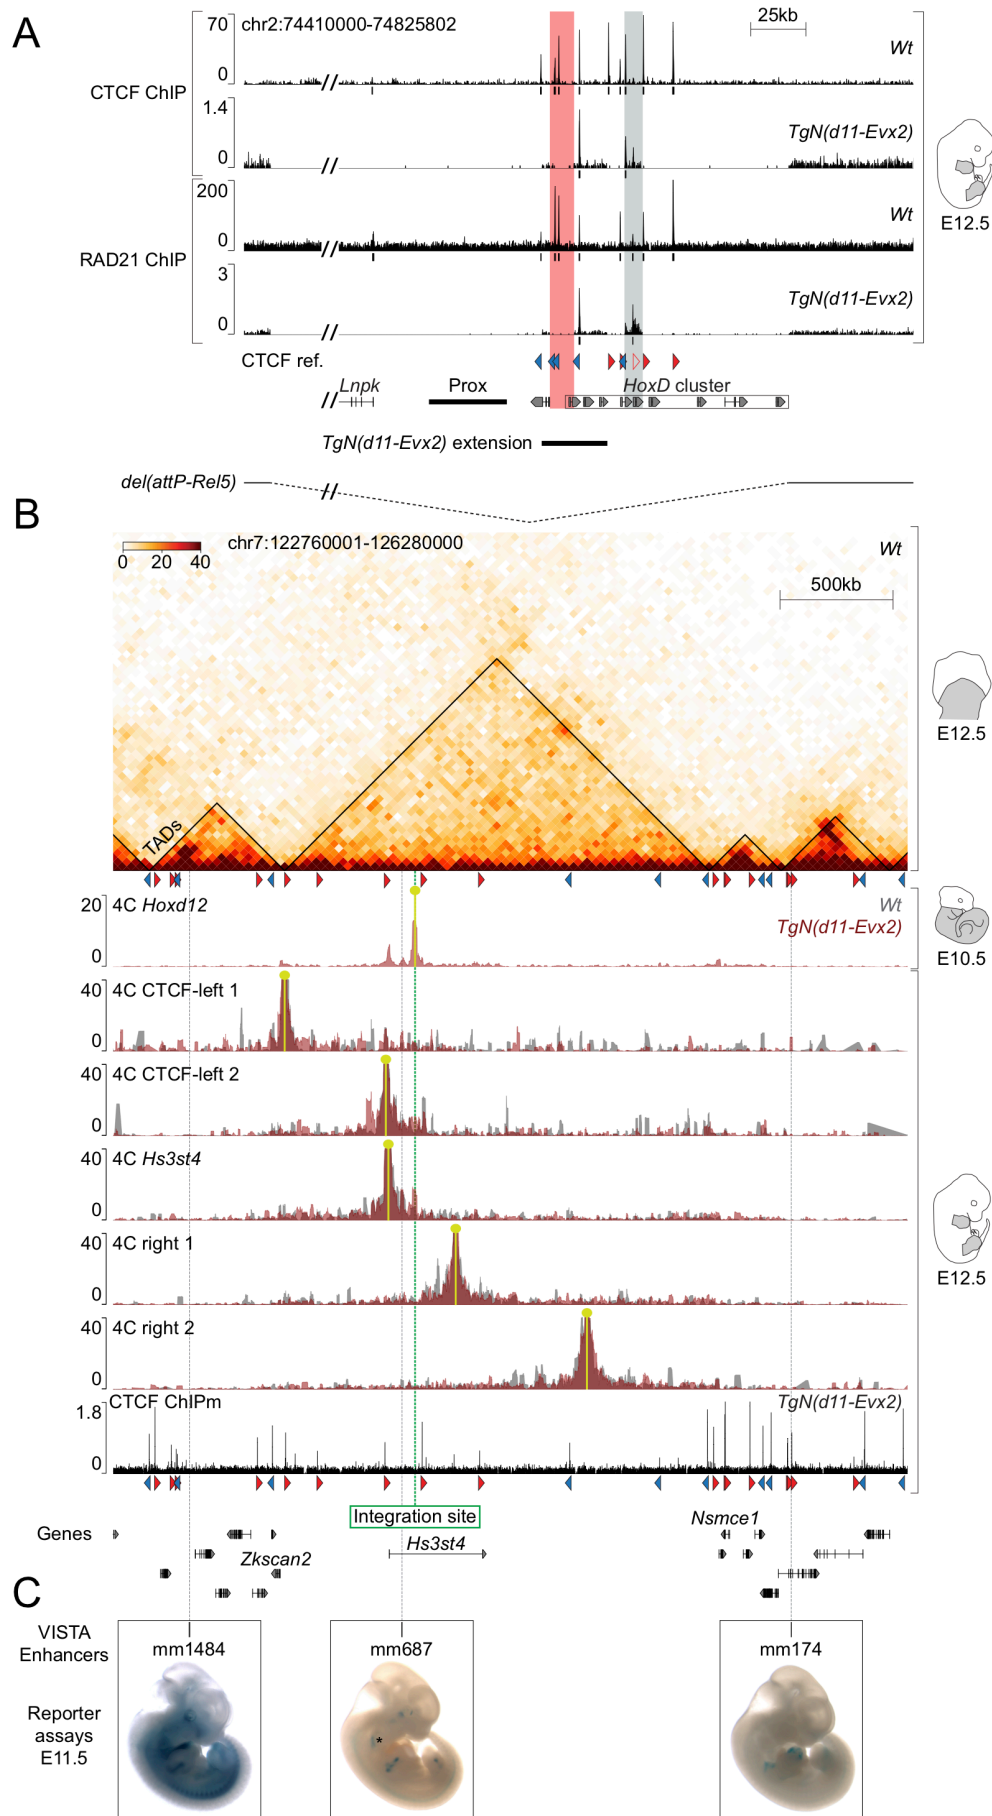 A
70
chr2:74410000-74825802
25kb
Wt
0
CTCF ChIP
1.4
TgN(d11-Evx2)
0
E12.5
200
Wt
0
RAD21 ChIP
3
TgN(d11-Evx2)
0
CTCF ref.
Lnpk
Prox
HoxD cluster
TgN(d11-Evx2) extension
del(attP-Rel5)
B
chr7:122760001-126280000
Wt
0 20 40
500kb
E12.5
TADs
20
4C Hoxd12
Wt
TgN(d11-Evx2)
0
E10.5
40
4C CTCF-left 1
0
40
4C CTCF-left 2
0
40
4C Hs3st4
0
40
4C right 1
0
E12.5
40
4C right 2
0
CTCF ChIPm
TgN(d11-Evx2)
1.8
0
Integration site
Nsmce1
Genes
Hs3st4
Zkscan2
C
VISTA
Enhancers
mm1484
mm687
mm174
Reporter
assays
E11.5
*